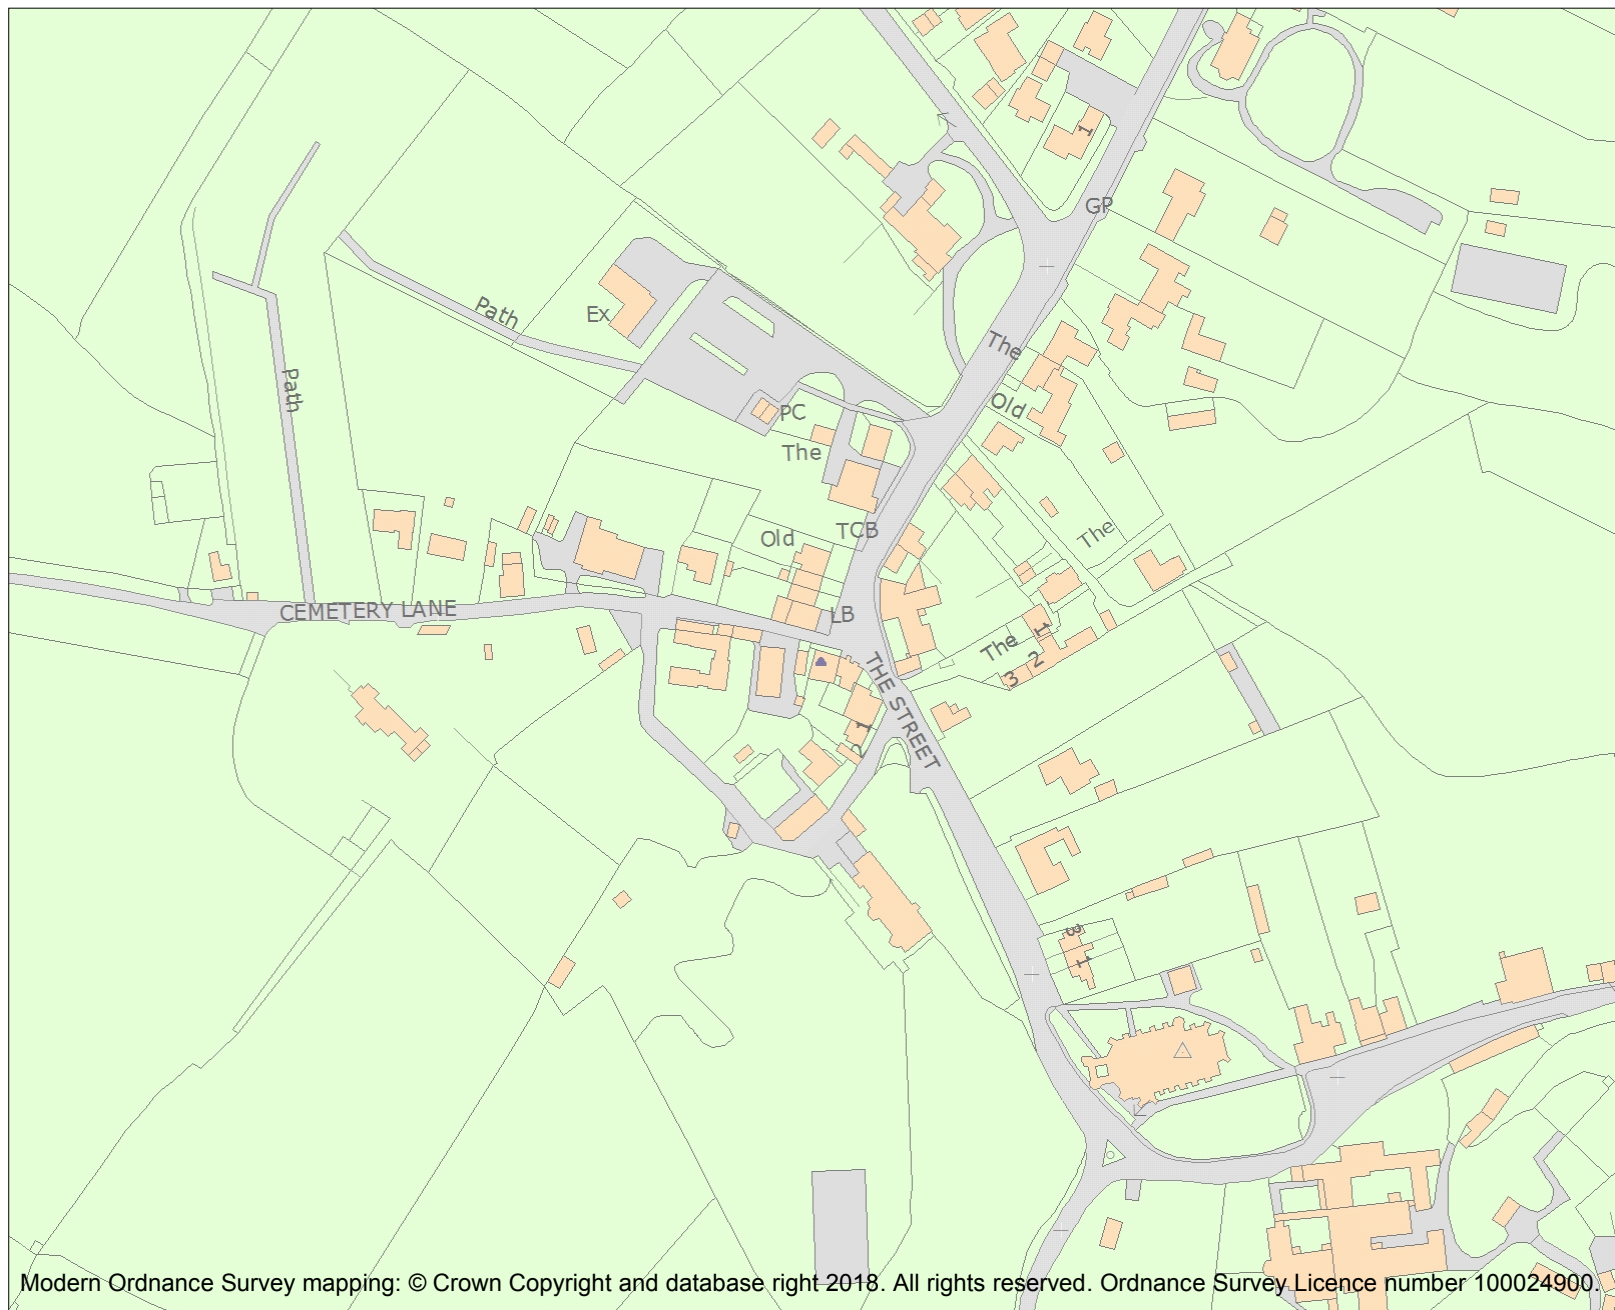 1
GP
Path
Ex
The
Path
Old
PC
The
TCB
Old
The
CEMETERY LANE
LB
1
The
2
3
THE STREET
1
2
3
1
Modern Ordnance Survey mapping: © Crown Copyright and database right 2018. All rights reserved. Ordnance Survey Licence number 100024900.